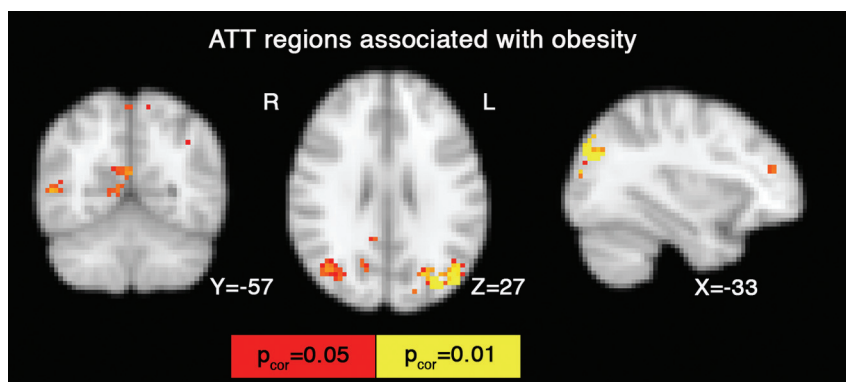 ATT regions associated with obesity
R
L
Y=-57
Z=27
X=-33
pcor=0.05
pcor=0.01